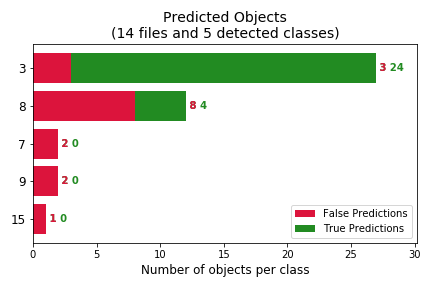 Predicted Objects
(14 files and 5 detected classes)
3
3 24
8
8 4
7
2 0
9
2 0
15
1 0
False Predictions
True Predictions
0 5 10 15 20 25 30
Number of objects per class